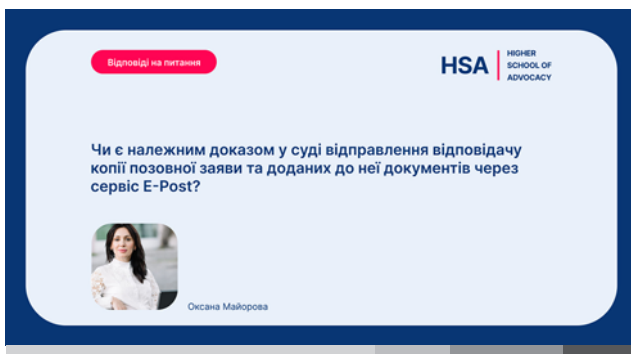 Відповіді на питання
HSA
HIGHER
SCHOOL OF
ADVOCACY
Чи є належним доказом у суді відправлення відповідачу
копії позовної заяви та доданих до неї документів через
сервіс E-Post?
Оксана Майорова